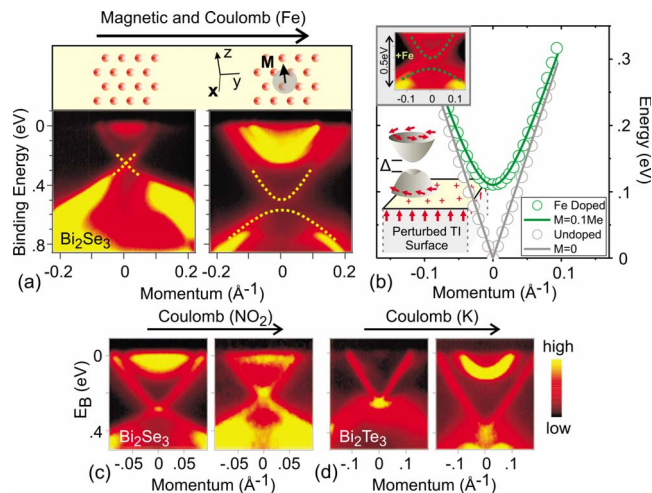 Magnetic and Coulomb (Fe)
z
M
x
y
Binding Energy (eV)
0
.4
.6
.8
Bi₂Se₃
-0.2
0
0.2
-0.2
0
0.2
(a)
Momentum (Å⁻¹)
0.5eV
+Fe
-0.1
0
0.1
Δ
Perturbed TI
Surface
Fe Doped
M=0.1Me
Undoped
M=0
.3
.2
.1
0
Energy (eV)
-0.1
0
0.1
(b)
Momentum (Å⁻¹)
Coulomb (NO₂)
Coulomb (K)
E_B (eV)
0
.2
.4
Bi₂Se₃
Bi₂Te₃
high
low
-.05
0
.05
-.05
0
.05
-.1
0
.1
-.1
0
.1
(c)
Momentum (Å⁻¹)
(d)
Momentum (Å⁻¹)